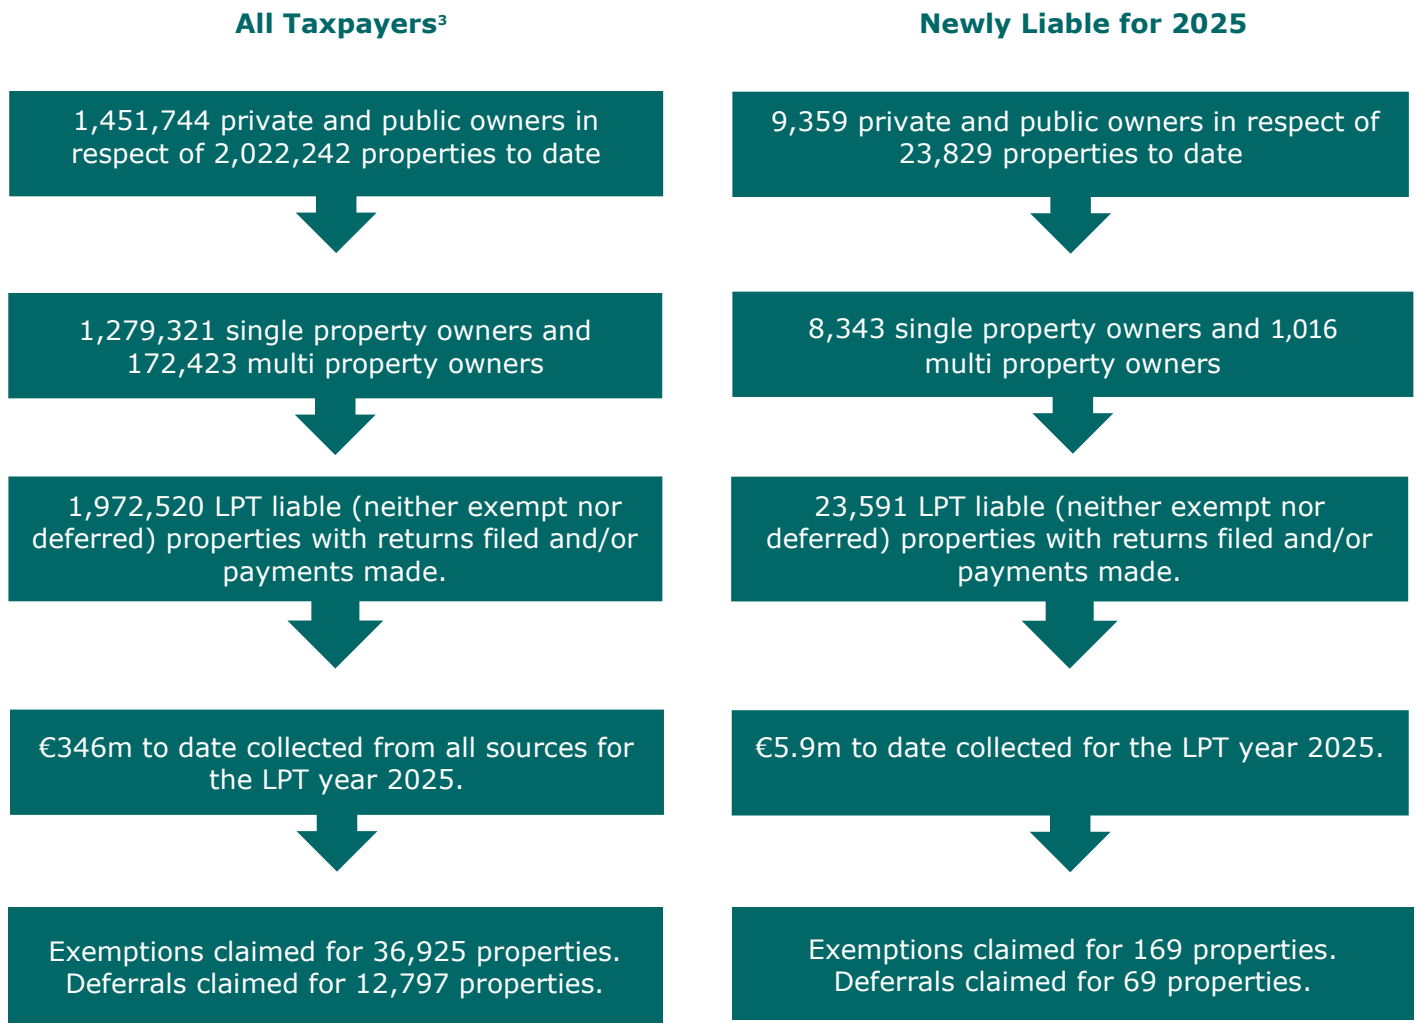 All Taxpayers³
1,451,744 private and public owners in
respect of 2,022,242 properties to date
1,279,321 single property owners and
172,423 multi property owners
1,972,520 LPT liable (neither exempt nor
deferred) properties with returns filed and/or
payments made.
€346m to date collected from all sources for
the LPT year 2025.
Exemptions claimed for 36,925 properties.
Deferrals claimed for 12,797 properties.
Newly Liable for 2025
9,359 private and public owners in respect of
23,829 properties to date
8,343 single property owners and 1,016
multi property owners
23,591 LPT liable (neither exempt nor
deferred) properties with returns filed and/or
payments made.
€5.9m to date collected for the LPT year 2025.
Exemptions claimed for 169 properties.
Deferrals claimed for 69 properties.